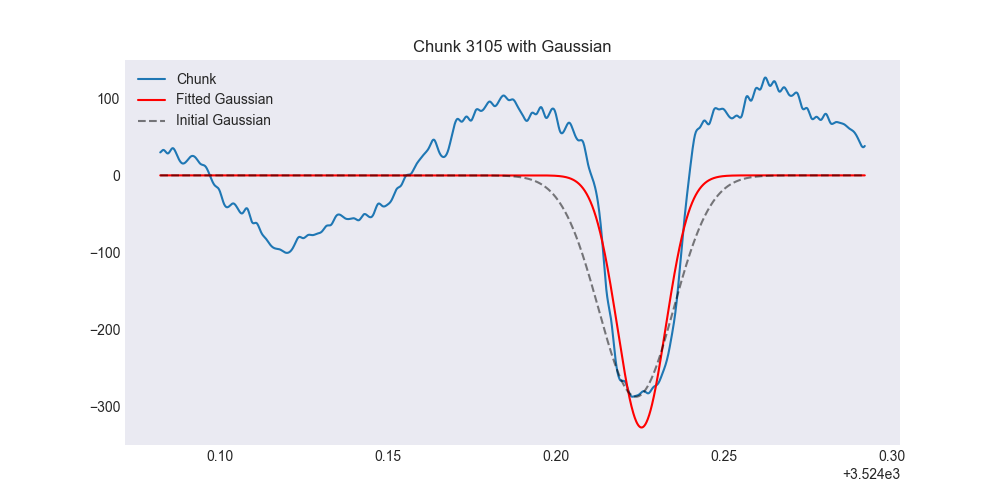 Chunk 3105 with Gaussian
Chunk
Fitted Gaussian
Initial Gaussian
100
0
−100
−200
−300
0.10 0.15 0.20 0.25 0.30
+3.524e3